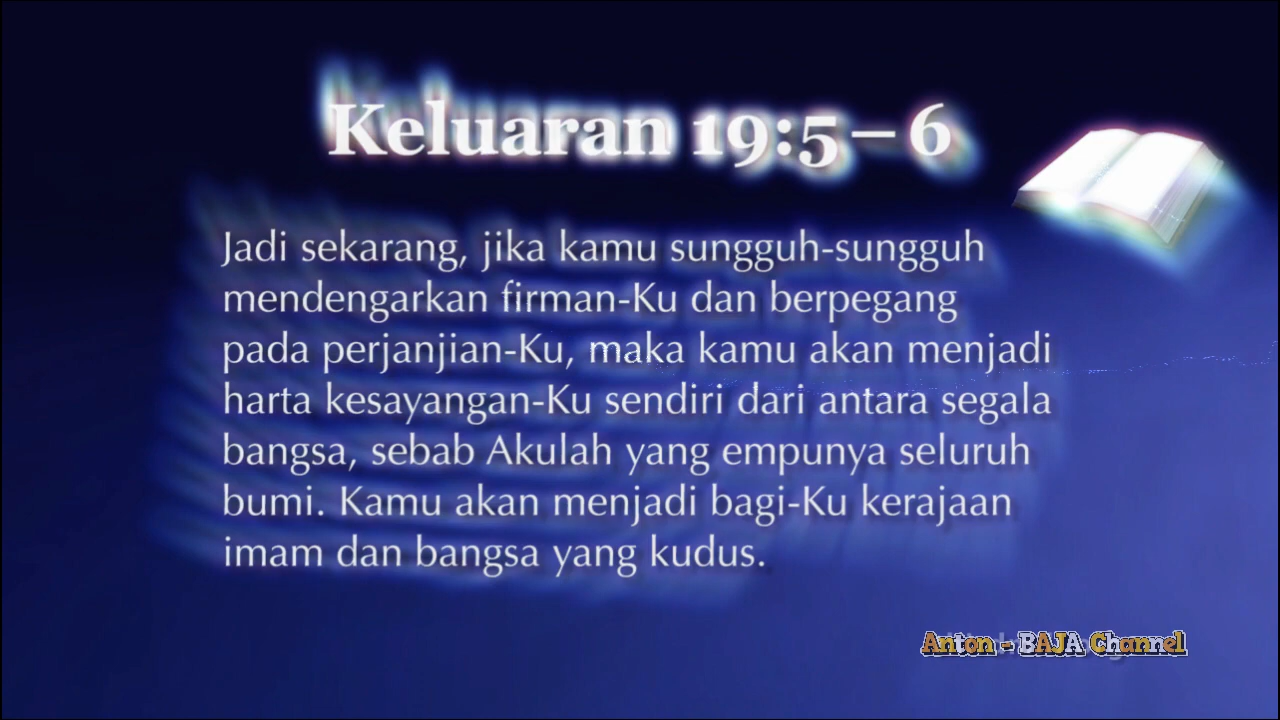 Keluaran 19:5–6
Jadi sekarang, jika kamu sungguh-sungguh
mendengarkan firman-Ku dan berpegang
pada perjanjian-Ku, maka kamu akan menjadi
harta kesayangan-Ku sendiri dari antara segala
bangsa, sebab Akulah yang empunya seluruh
bumi. Kamu akan menjadi bagi-Ku kerajaan
imam dan bangsa yang kudus.
Anton - BAJA Channel